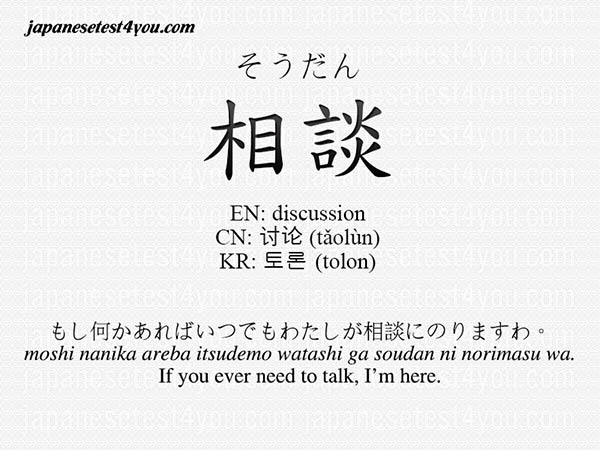 japanesetest4you.com
そうだん
相談
EN: discussion
CN: 讨论 (tǎolùn)
KR: 토론 (tolon)
もし何かあればいつでもわたしが相談にのりますわ。
moshi nanika areba itsudemo watashi ga soudan ni norimasu wa.
If you ever need to talk, I'm here.